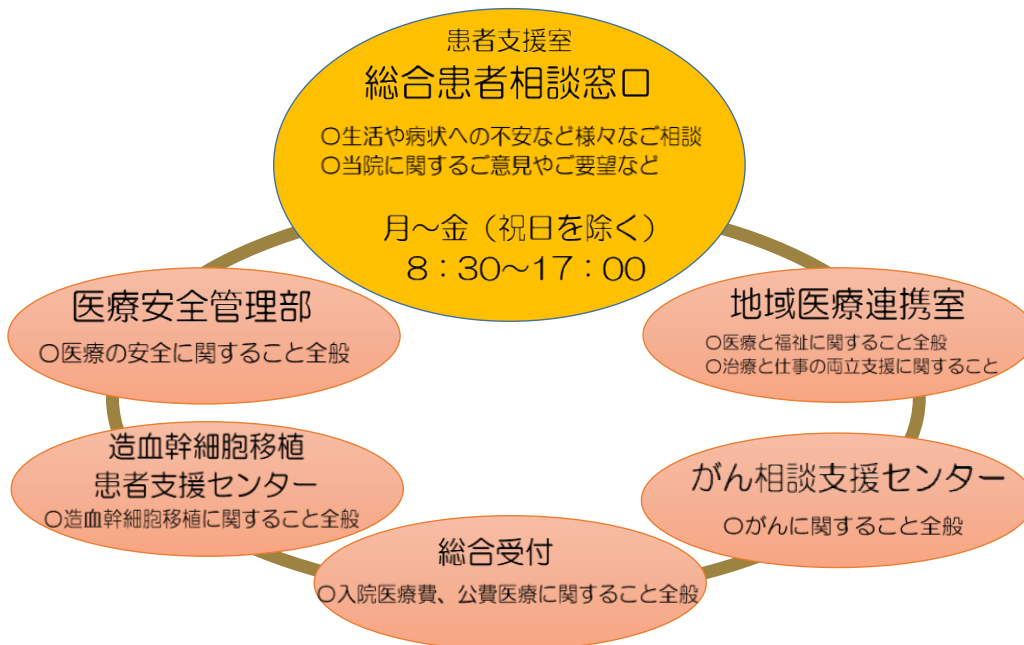 患者支援室
総合患者相談窓口
○生活や病状への不安など様々なご相談
○当院に関するご意見やご要望など
月～金（祝日を除く）
8：30～17：00
医療安全管理部
○医療の安全に関すること全般
地域医療連携室
○医療と福祉に関すること全般
○治療と仕事の両立支援に関すること
造血幹細胞移植
患者支援センター
○造血幹細胞移植に関すること全般
がん相談支援センター
○がんに関すること全般
総合受付
○入院医療費、公費医療に関すること全般